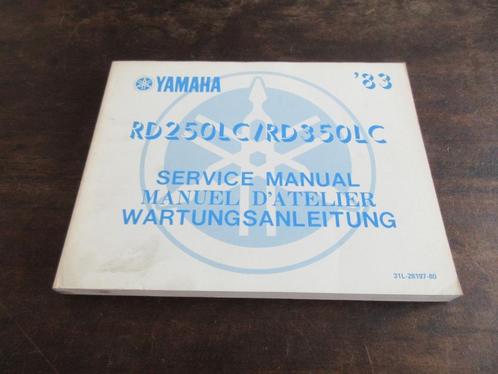 YAMAHA
'83
RD250LC/RD350LC
SERVICE MANUAL
MANUEL D'ATELIER
WARTUNGSANLEITUNG
31L-28197-80